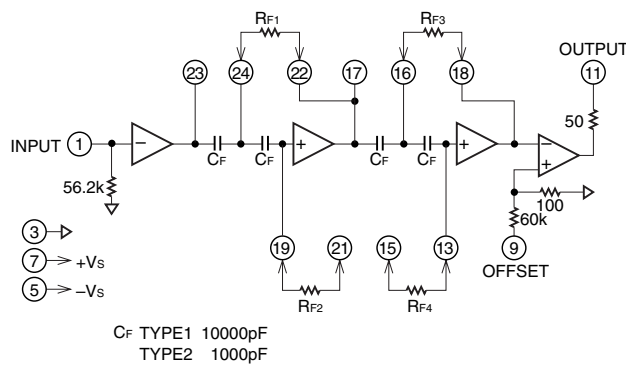 RF1
RF3
OUTPUT
23
24
22
17
16
18
11
50
INPUT 1
−
CF
CF
+
CF
CF
+
−
+
56.2k
100
60k
3
19
21
15
13
9
OFFSET
7 +Vs
5 −Vs
RF2
RF4
CF TYPE1 10000pF
TYPE2 1000pF